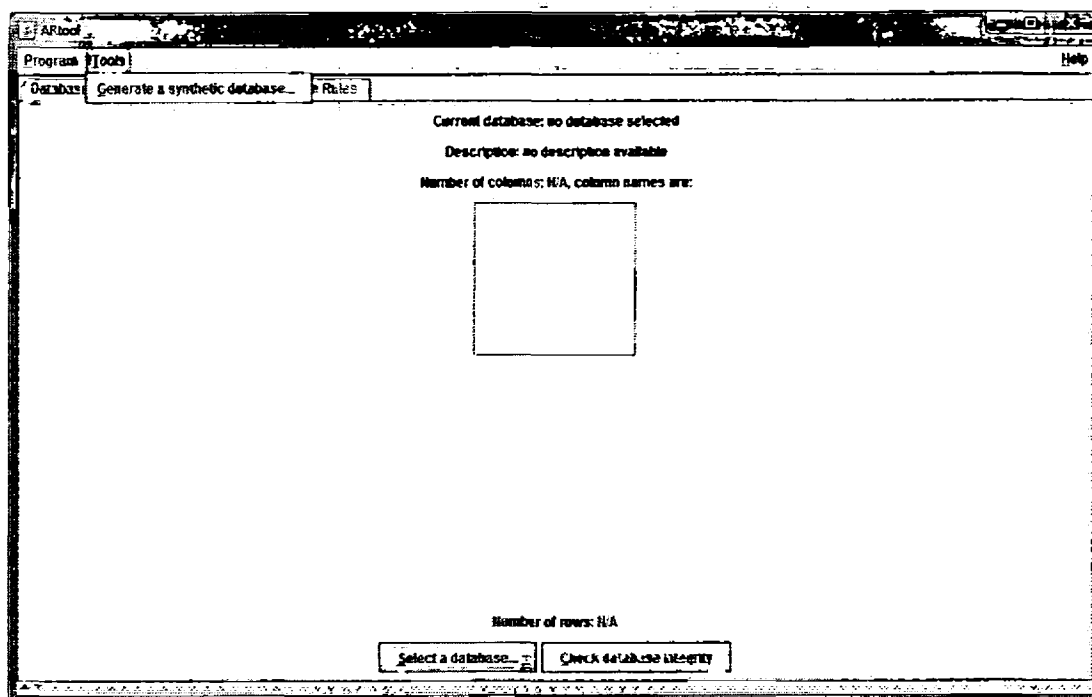 ARtool
Program Tools Help
Generate a synthetic database... Rules
Current database: no database selected
Description: no description available
Number of columns: N/A, column names are:
Number of rows: N/A
Select a database... Check database integrity